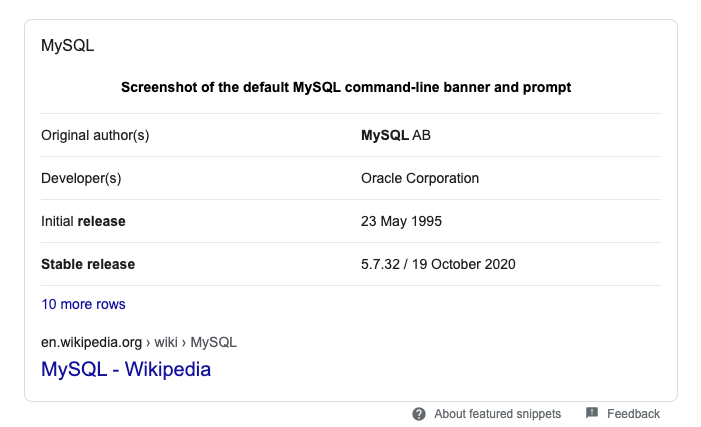 MySQL
Screenshot of the default MySQL command-line banner and prompt
Original author(s) MySQL AB
Developer(s) Oracle Corporation
Initial release 23 May 1995
Stable release 5.7.32 / 19 October 2020
10 more rows
en.wikipedia.org › wiki › MySQL
MySQL - Wikipedia
About featured snippets Feedback